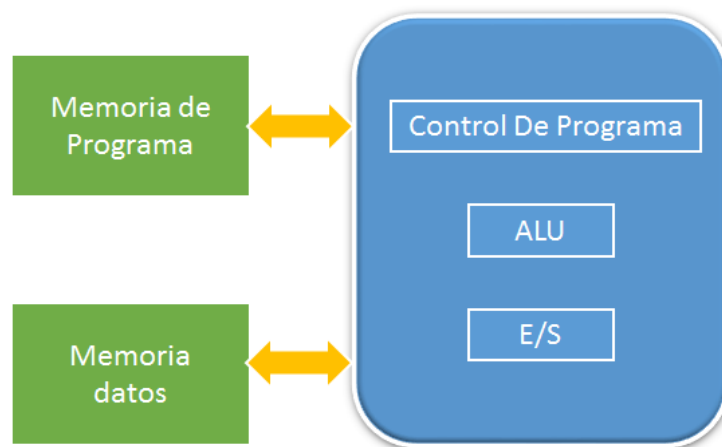 Memoria de
Programa
Control De Programa
ALU
E/S
Memoria
datos